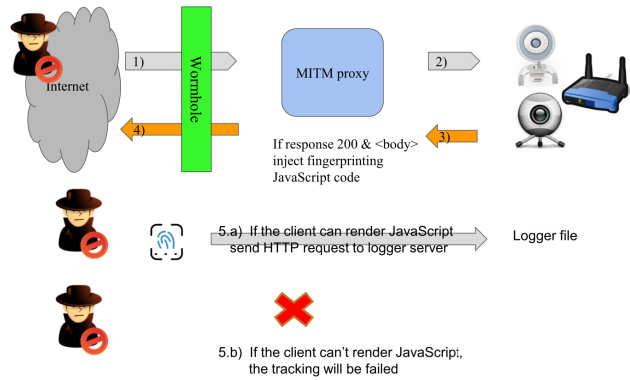 Internet
1)
Wormhole
MITM proxy
2)
4)
3)
If response 200 & <body>
inject fingerprinting
JavaScript code
5.a) If the client can render JavaScript
send HTTP request to logger server
Logger file
5.b) If the client can't render JavaScript,
the tracking will be failed